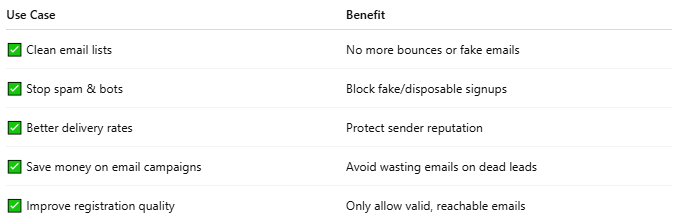 Use Case Benefit
✅ Clean email lists No more bounces or fake emails
✅ Stop spam & bots Block fake/disposable signups
✅ Better delivery rates Protect sender reputation
✅ Save money on email campaigns Avoid wasting emails on dead leads
✅ Improve registration quality Only allow valid, reachable emails